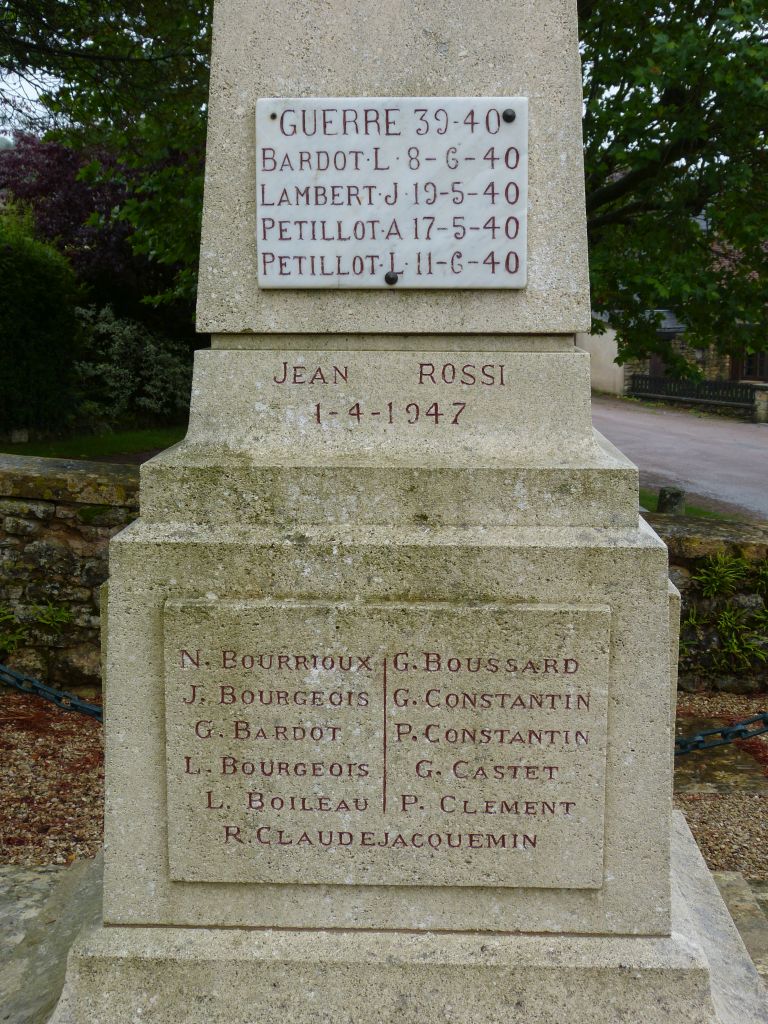 GUERRE 39-40
BARDOT·L·8-6-40
LAMBERT·J 19-5-40
PETILLOT·A 17-5-40
PETILLOT·L·11-6-40
JEAN ROSSI
1-4-1947
N. BOURRIOUX G. BOUSSARD
J. BOURGEOIS G. CONSTANTIN
G. BARDOT P. CONSTANTIN
L. BOURGEOIS G. CASTET
L. BOILEAU P. CLEMENT
R. CLAUDEJACQUEMIN